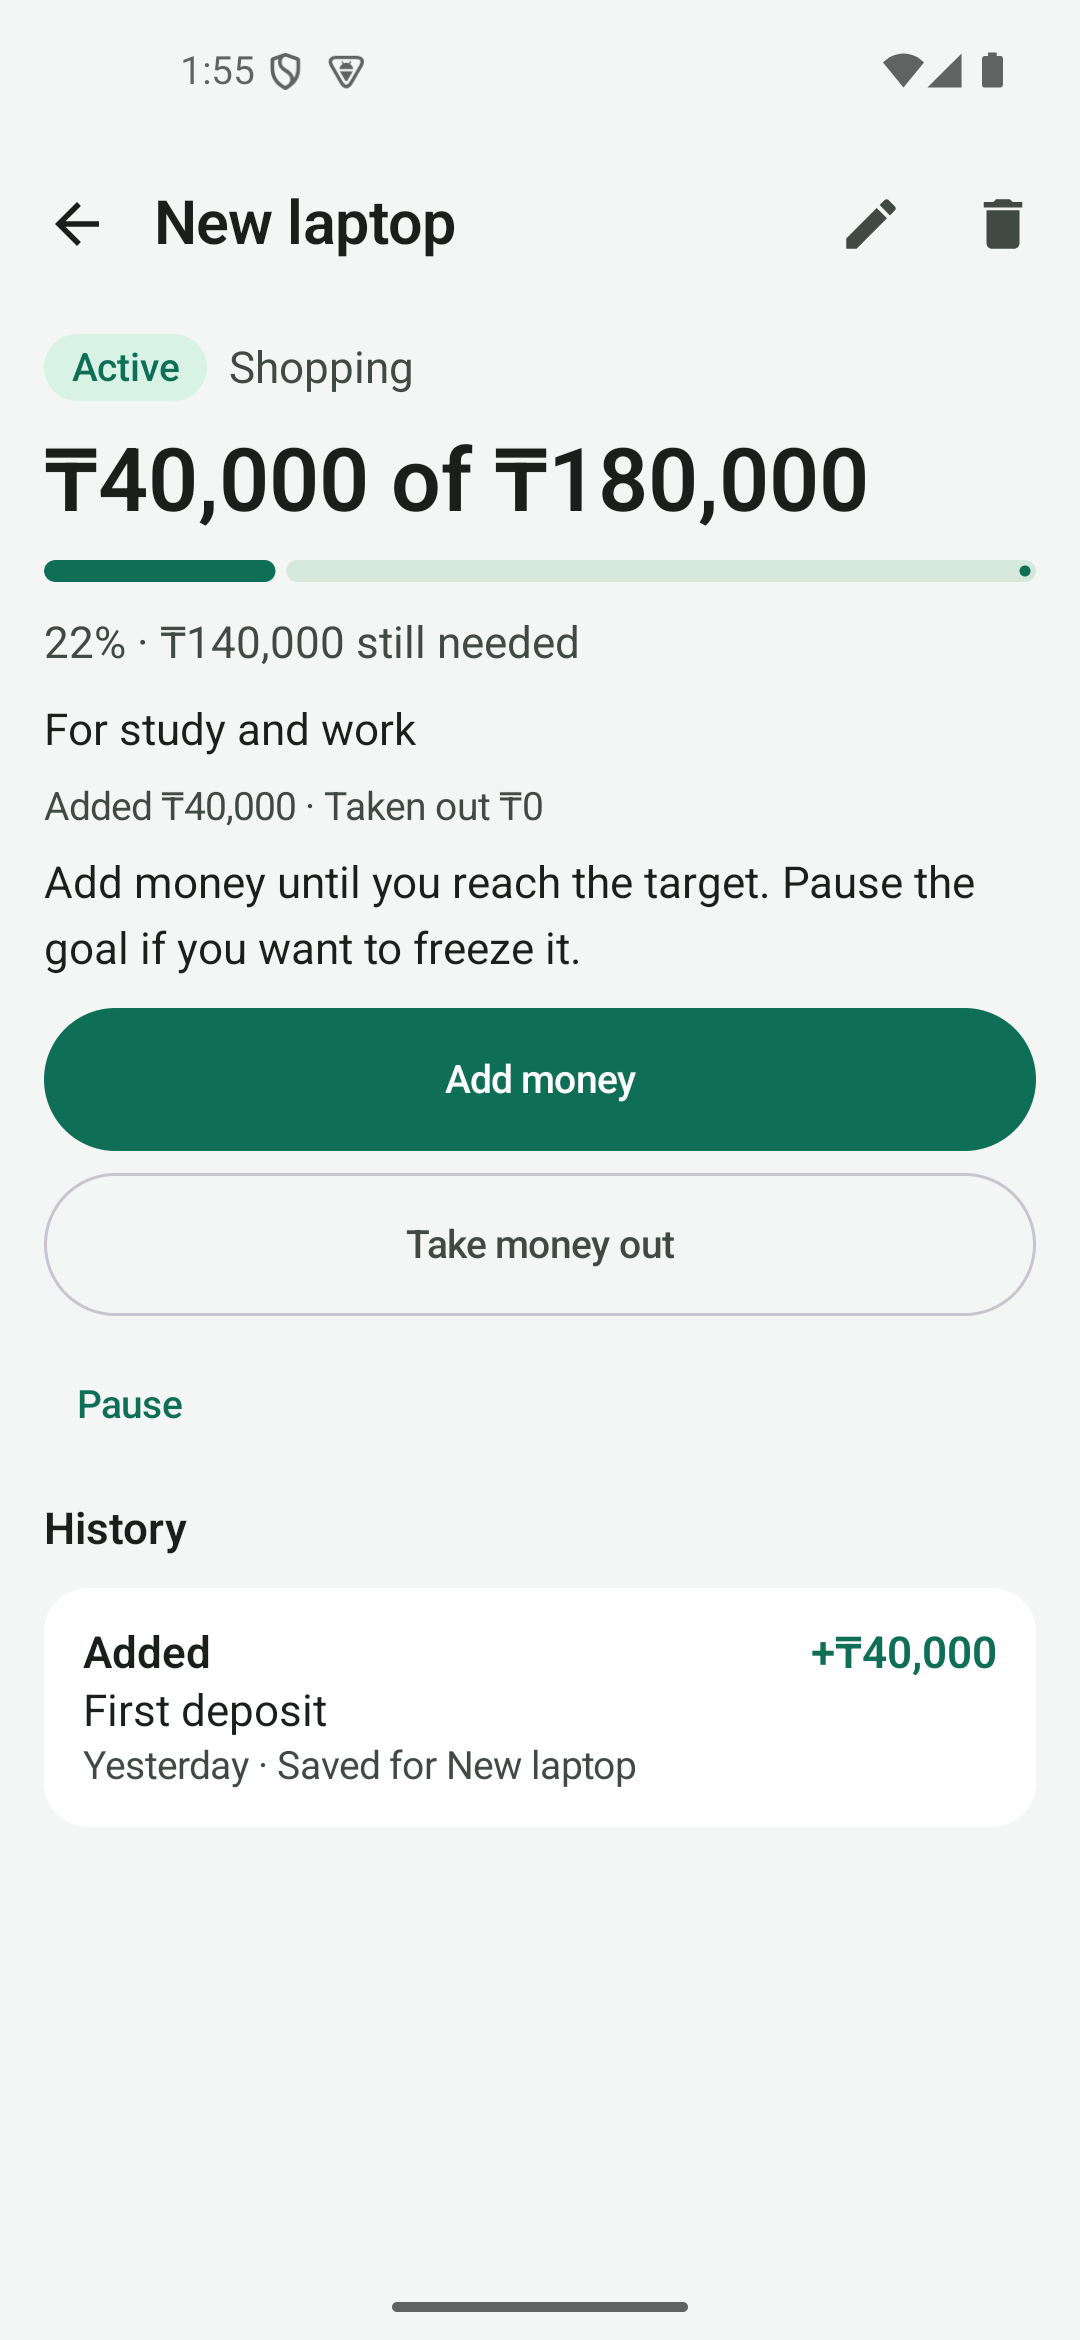 1:55
New laptop
Active Shopping
₸40,000 of ₸180,000
22% · ₸140,000 still needed
For study and work
Added ₸40,000 · Taken out ₸0
Add money until you reach the target. Pause the
goal if you want to freeze it.
Add money
Take money out
Pause
History
Added +₸40,000
First deposit
Yesterday · Saved for New laptop